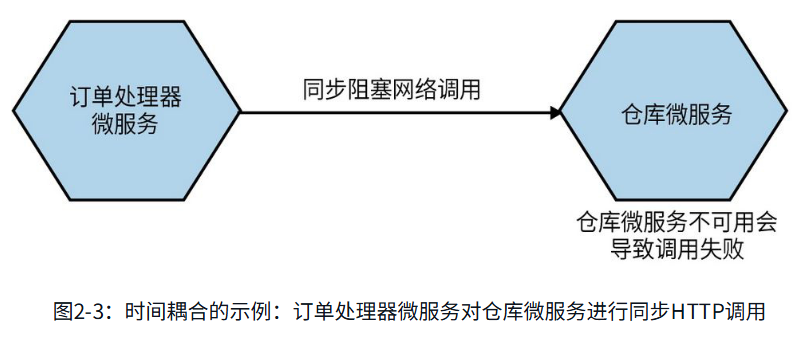 订单处理器
微服务
同步阻塞网络调用
仓库微服务
仓库微服务不可用会
导致调用失败
图2-3：时间耦合的示例：订单处理器微服务对仓库微服务进行同步HTTP调用